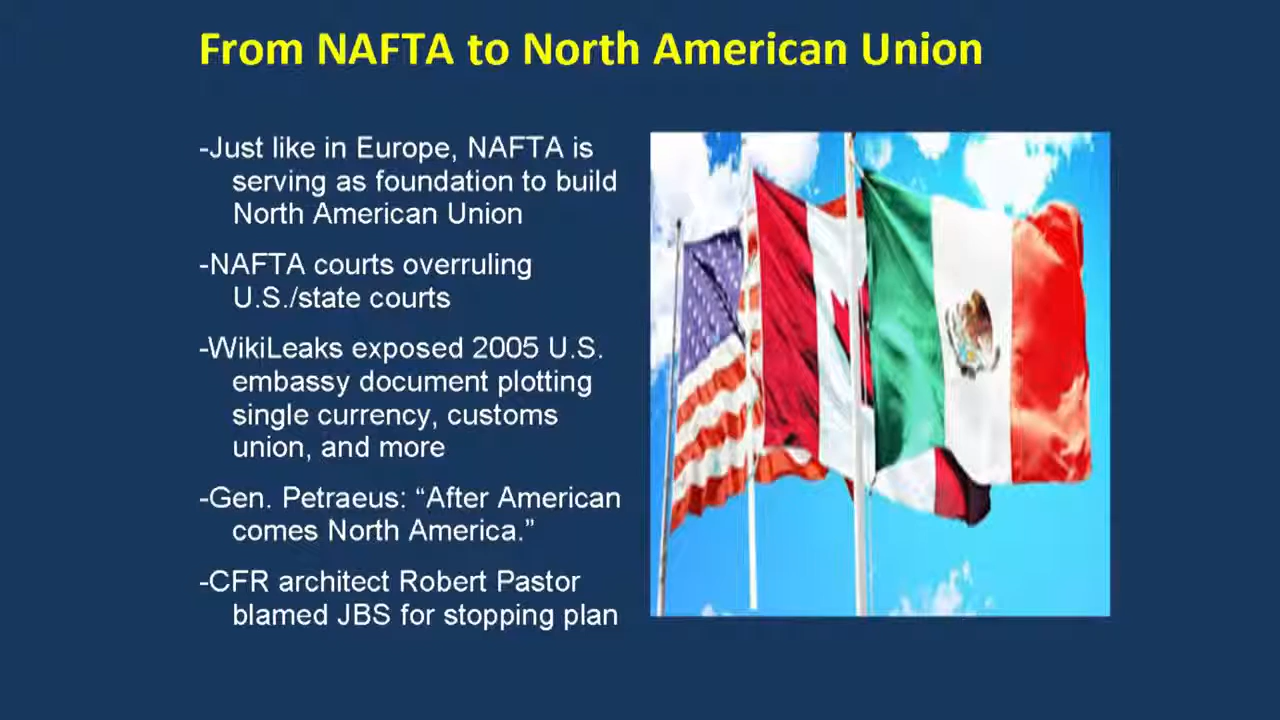 From NAFTA to North American Union
-Just like in Europe, NAFTA is
serving as foundation to build
North American Union
-NAFTA courts overruling
U.S./state courts
-WikiLeaks exposed 2005 U.S.
embassy document plotting
single currency, customs
union, and more
-Gen. Petraeus: “After American
comes North America.”
-CFR architect Robert Pastor
blamed JBS for stopping plan